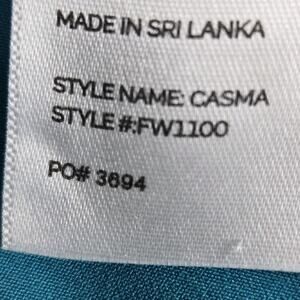 MADE IN SRI LANKA
STYLE NAME: CASMA
STYLE #:FW1100
PO# 3694